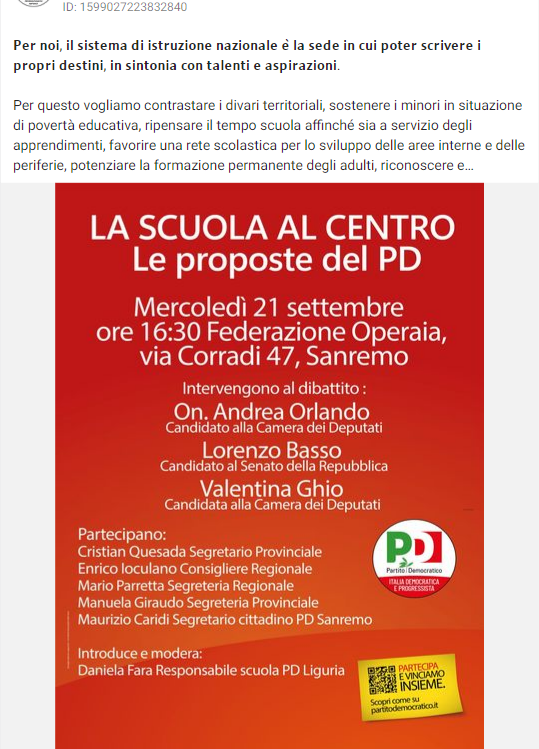 ID: 1599027223832840
Per noi, il sistema di istruzione nazionale è la sede in cui poter scrivere i
propri destini, in sintonia con talenti e aspirazioni.
Per questo vogliamo contrastare i divari territoriali, sostenere i minori in situazione
di povertà educativa, ripensare il tempo scuola affinché sia a servizio degli
apprendimenti, favorire una rete scolastica per lo sviluppo delle aree interne e delle
periferie, potenziare la formazione permanente degli adulti, riconoscere e...
LA SCUOLA AL CENTRO
Le proposte del PD
Mercoledì 21 settembre
ore 16:30 Federazione Operaia,
via Corradi 47, Sanremo
Intervengono al dibattito :
On. Andrea Orlando
Candidato alla Camera dei Deputati
Lorenzo Basso
Candidato al Senato della Repubblica
Valentina Ghio
Candidata alla Camera dei Deputati
Partecipano:
Cristian Quesada Segretario Provinciale
Enrico Ioculano Consigliere Regionale
Mario Parretta Segreteria Regionale
Manuela Giraudo Segreteria Provinciale
Maurizio Caridi Segretario cittadino PD Sanremo
PD
Partito Democratico
ITALIA DEMOCRATICA
E PROGRESSISTA
Introduce e modera:
Daniela Fara Responsabile scuola PD Liguria
PARTECIPA
E VINCIAMO
INSIEME.
Scopri come su
partitodemocratico.it